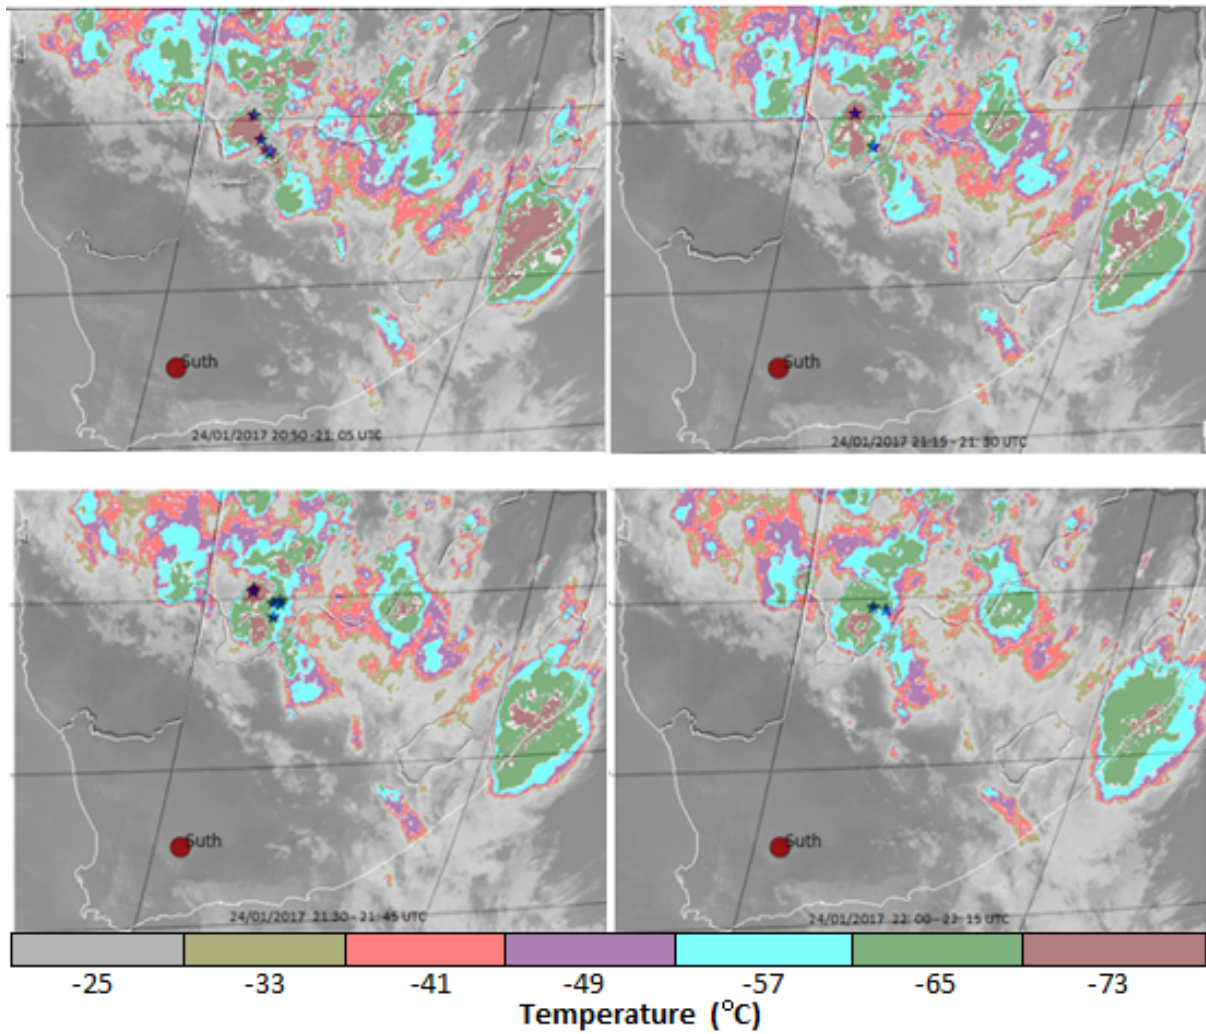 Suth
24/01/2017 20:50 -21: 05 UTC
Suth
24/01/2017 21:15 - 21: 30 UTC
Suth
24/01/2017 21:30 - 21:45 UTC
Suth
24/01/2017 22: 00 - 22: 15 UTC
-25 -33 -41 -49 -57 -65 -73
Temperature (°C)